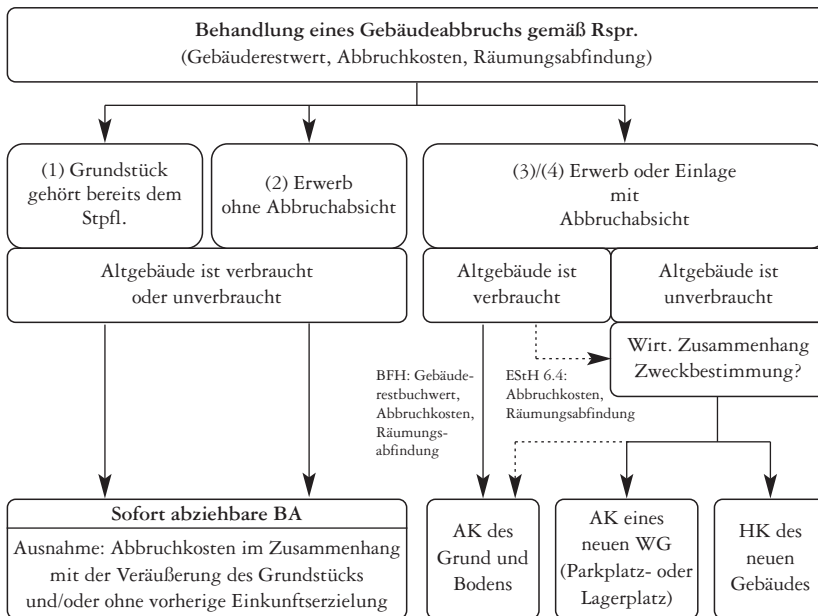 Behandlung eines Gebäudeabbruchs gemäß Rspr.
(Gebäuderestwert, Abbruchkosten, Räumungsabfindung)
(1) Grundstück
gehört bereits dem
Stpfl.
(2) Erwerb
ohne Abbruchabsicht
(3)/(4) Erwerb oder Einlage
mit
Abbruchabsicht
Altgebäude ist verbraucht
oder unverbraucht
Altgebäude ist
verbraucht
Altgebäude ist
unverbraucht
Wirt. Zusammenhang
Zweckbestimmung?
BFH: Gebäude-
restbuchwert,
Abbruchkosten,
Räumungs-
abfindung
EStH 6.4:
Abbruchkosten,
Räumungsabfindung
Sofort abziehbare BA
Ausnahme: Abbruchkosten im Zusammenhang
mit der Veräußerung des Grundstücks
und/oder ohne vorherige Einkunftserzielung
AK des
Grund und
Bodens
AK eines
neuen WG
(Parkplatz- oder
Lagerplatz)
HK des
neuen
Gebäudes